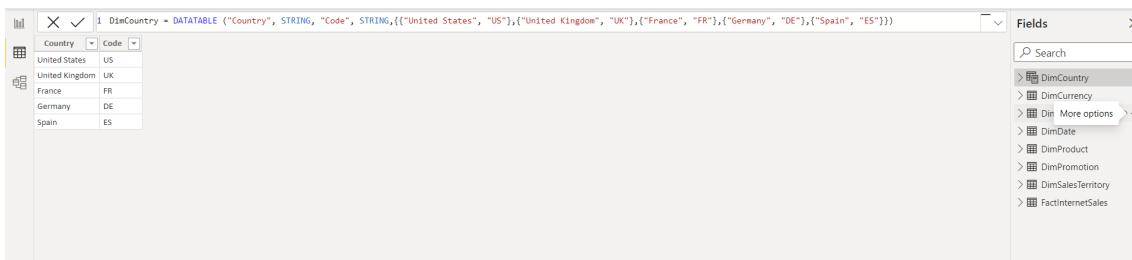 1 DimCountry = DATATABLE ("Country", STRING, "Code", STRING,{{"United States", "US"},{"United Kingdom", "UK"},{"France", "FR"},{"Germany", "DE"},{"Spain", "ES"}})
Country Code
United States US
United Kingdom UK
France FR
Germany DE
Spain ES
Fields
Search
DimCountry
DimCurrency
Dim
More options
DimDate
DimProduct
DimPromotion
DimSalesTerritory
FactInternetSales